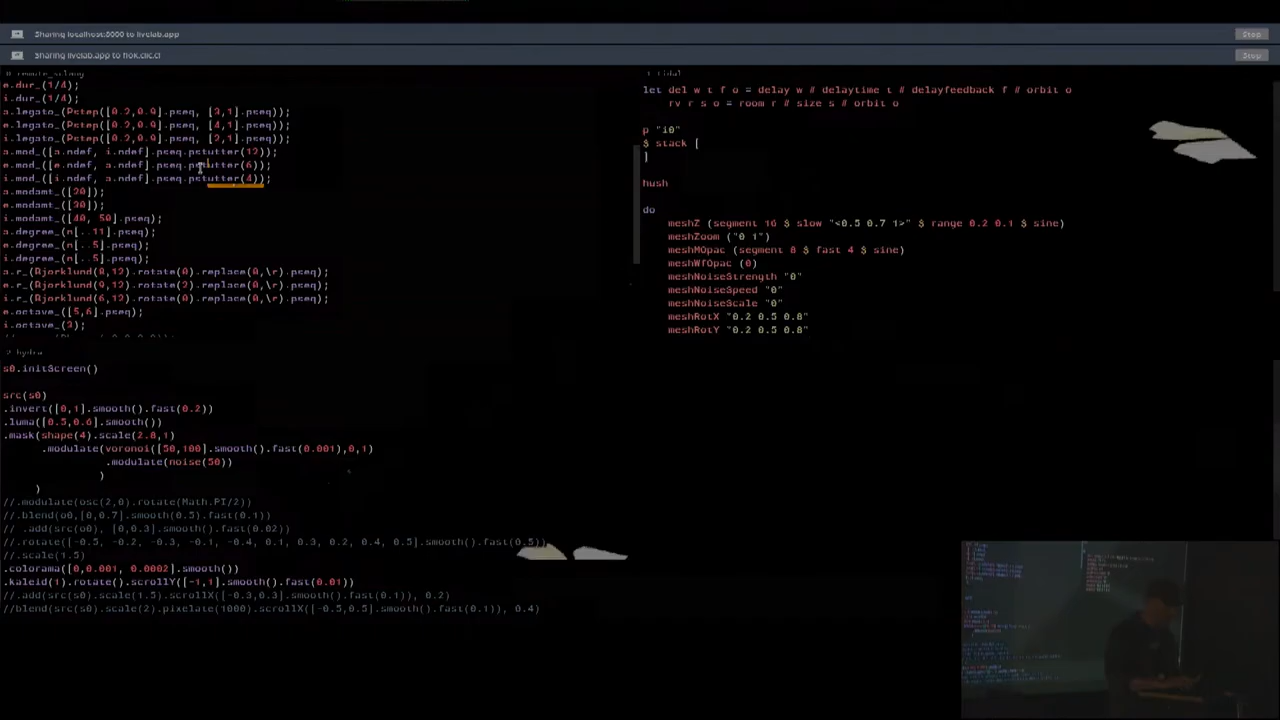 Sharing localhost:5000 to livelab.app
Stop
Sharing livelab.app to flok.clic.cf
Stop
e.dur_(1/4);
i.dur_(1/4);
a.legato_(Pstep([0.2,0.9].pseq, [3,1].pseq));
e.legato_(Pstep([0.2,0.9].pseq, [4,1].pseq));
i.legato_(Pstep([0.2,0.9].pseq, [2,1].pseq));
a.mod_([a.ndef, i.ndef].pseq.pstutter(12));
e.mod_([e.ndef, a.ndef].pseq.pstutter(6));
i.mod_([i.ndef, a.ndef].pseq.pstutter(4));
a.modamt_([20]);
e.modamt_([30]);
i.modamt_([40, 50].pseq);
a.degree_(n[..11].pseq);
e.degree_(n[..5].pseq);
i.degree_(n[..5].pseq);
a.r_(Bjorklund(8,12).rotate(0).replace(0,\r).pseq);
e.r_(Bjorklund(9,12).rotate(2).replace(0,\r).pseq);
i.r_(Bjorklund(6,12).rotate(0).replace(0,\r).pseq);
e.octave_([5,6].pseq);
i.octave_(3);
1 tidal
let del w t f o = delay w # delaytime t # delayfeedback f # orbit o
rv r s o = room r # size s # orbit o
p "i0"
$ stack [
]
hush
do
meshZ (segment 16 $ slow "<0.5 0.7 1>" $ range 0.2 0.1 $ sine)
meshZoom ("0 1")
meshMOpac (segment 8 $ fast 4 $ sine)
meshWfOpac (0)
meshNoiseStrength "0"
meshNoiseSpeed "0"
meshNoiseScale "0"
meshRotX "0.2 0.5 0.8"
meshRotY "0.2 0.5 0.8"
2 hydra
s0.initScreen()
src(s0)
.invert([0,1].smooth().fast(0.2))
.luma([0.5,0.6].smooth())
.mask(shape(4).scale(2.8,1)
.modulate(voronoi([50,100].smooth().fast(0.001),0,1)
.modulate(noise(50))
)
)
//.modulate(osc(2,0).rotate(Math.PI/2))
//.blend(o0,[0,0.7].smooth(0.5).fast(0.1))
// .add(src(o0), [0,0.3].smooth().fast(0.02))
//.rotate([-0.5, -0.2, -0.3, -0.1, -0.4, 0.1, 0.3, 0.2, 0.4, 0.5].smooth().fast(0.5))
//.scale(1.5)
.colorama([0,0.001, 0.0002].smooth())
.kaleid(1).rotate().scrollY([-1,1].smooth().fast(0.01))
//.add(src(s0).scale(1.5).scrollX([-0.3,0.3].smooth().fast(0.1)), 0.2)
//blend(src(s0).scale(2).pixelate(1000).scrollX([-0.5,0.5].smooth().fast(0.1)), 0.4)